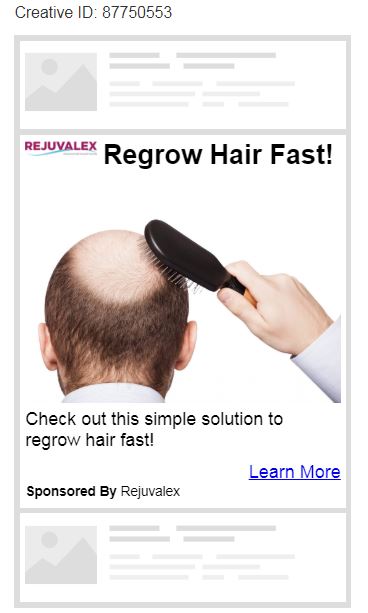 Creative ID: 87750553
REJUVALEX
Regrow Hair Fast!
Check out this simple solution to
regrow hair fast!
Learn More
Sponsored By Rejuvalex